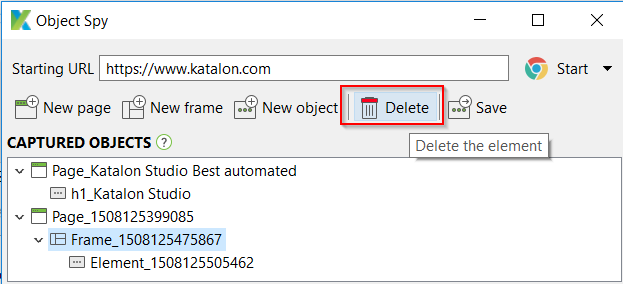 Object Spy
Starting URL https://www.katalon.com Start
New page New frame New object Delete Save
CAPTURED OBJECTS ?
Delete the element
Page_Katalon Studio Best automated
h1_Katalon Studio
Page_1508125399085
Frame_1508125475867
Element_1508125505462